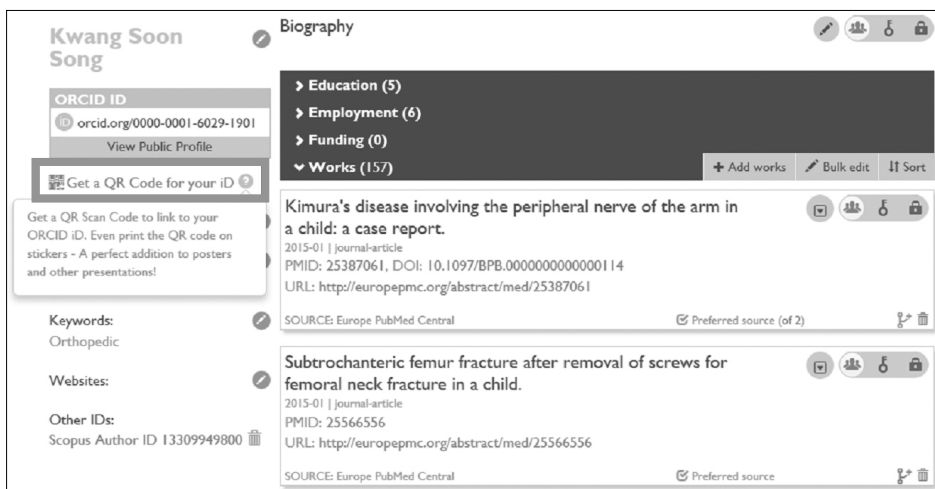 Kwang Soon
Song
ORCID ID
iD orcid.org/0000-0001-6029-1901
View Public Profile
Get a QR Code for your iD ?
Get a QR Scan Code to link to your
ORCID iD. Even print the QR code on
stickers - A perfect addition to posters
and other presentations!
Keywords:
Orthopedic
Websites:
Other IDs:
Scopus Author ID 13309949800
Biography
Education (5)
Employment (6)
Funding (0)
Works (157)
+ Add works
Bulk edit
Sort
Kimura's disease involving the peripheral nerve of the arm in
a child: a case report.
2015-01 | journal-article
PMID: 25387061, DOI: 10.1097/BPB.0000000000000114
URL: http://europepmc.org/abstract/med/25387061
SOURCE: Europe PubMed Central
Preferred source (of 2)
Subtrochanteric femur fracture after removal of screws for
femoral neck fracture in a child.
2015-01 | journal-article
PMID: 25566556
URL: http://europepmc.org/abstract/med/25566556
SOURCE: Europe PubMed Central
Preferred source